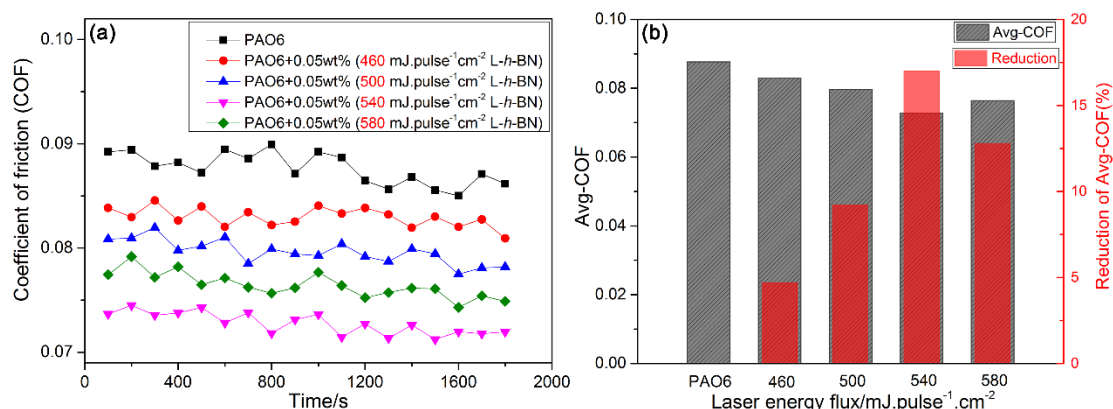 (a)
PAO6
PAO6+0.05wt% (460 mJ.pulse⁻¹cm⁻² L-h-BN)
PAO6+0.05wt% (500 mJ.pulse⁻¹cm⁻² L-h-BN)
PAO6+0.05wt% (540 mJ.pulse⁻¹cm⁻² L-h-BN)
PAO6+0.05wt% (580 mJ.pulse⁻¹cm⁻² L-h-BN)
Coefficient of friction (COF)
0.10
0.09
0.08
0.07
0 400 800 1200 1600 2000
Time/s
(b)
Avg-COF
Reduction
Avg-COF
0.10
0.08
0.06
0.04
0.02
0.00
PAO6 460 500 540 580
Laser energy flux/mJ.pulse⁻¹.cm⁻²
20
15
10
5
0
Reduction of Avg-COF(%)